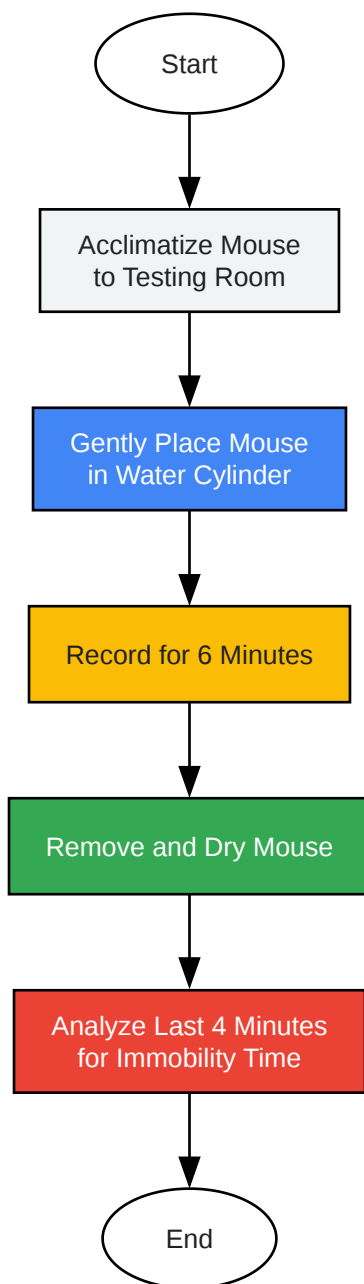 Start
Acclimatize Mouse
to Testing Room
Gently Place Mouse
in Water Cylinder
Record for 6 Minutes
Remove and Dry Mouse
Analyze Last 4 Minutes
for Immobility Time
End